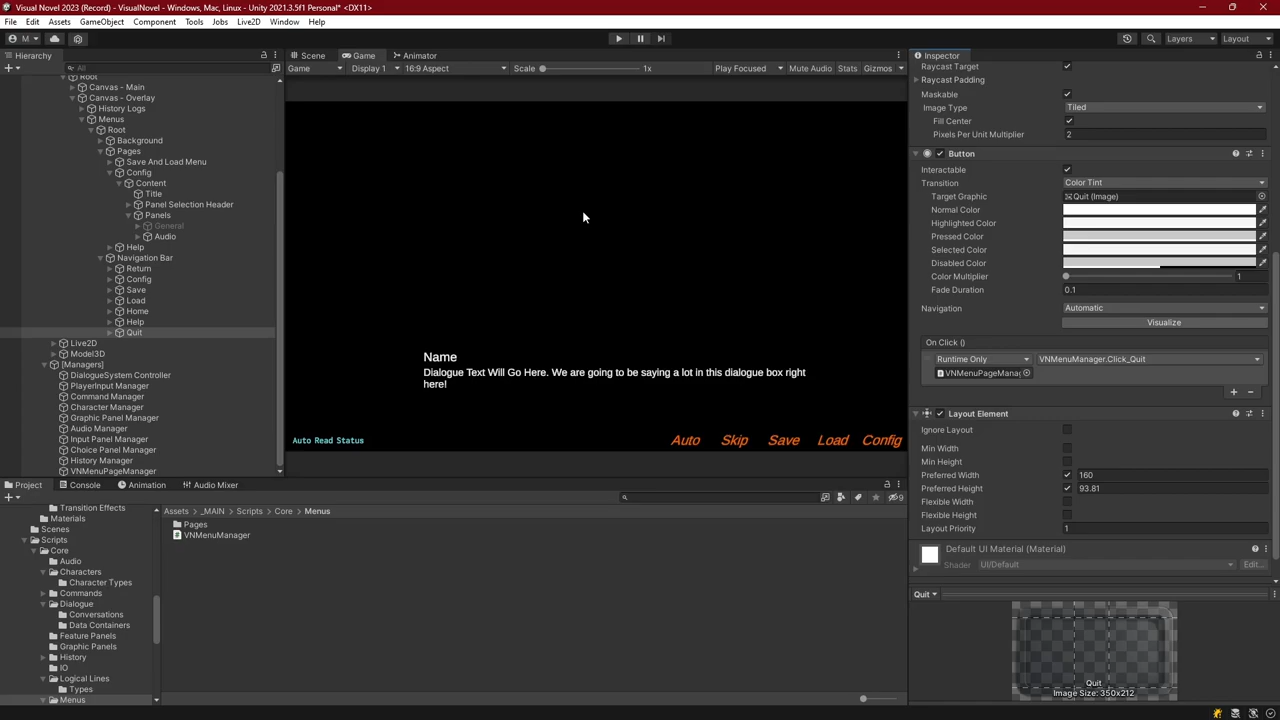 Visual Novel 2023 (Record) - VisualNovel - Windows, Mac, Linux - Unity 2021.3.5f1 Personal* <DX11>
File Edit Assets GameObject Component Tools Jobs Live2D Window Help
M Layers Layout
Hierarchy Scene Game Animator Inspector
All Game Display 1 16:9 Aspect Scale 1x Play Focused Mute Audio Stats Gizmos
Root
Canvas - Main
Canvas - Overlay
History Logs
Menus
Root
Background
Pages
Save And Load Menu
Config
Content
Title
Panel Selection Header
Panels
General
Audio
Help
Navigation Bar
Return
Config
Save
Load
Home
Help
Quit
Live2D
Model3D
[Managers]
DialogueSystem Controller
PlayerInput Manager
Command Manager
Character Manager
Graphic Panel Manager
Audio Manager
Input Panel Manager
Choice Panel Manager
History Manager
VNMenuPageManager
Name
Dialogue Text Will Go Here. We are going to be saying a lot in this dialogue box right
here!
Auto Read Status
Auto Skip Save Load Config
Raycast Target
Raycast Padding
Maskable
Image Type Tiled
Fill Center
Pixels Per Unit Multiplier 2
Button
Interactable
Transition Color Tint
Target Graphic Quit (Image)
Normal Color
Highlighted Color
Pressed Color
Selected Color
Disabled Color
Color Multiplier 1
Fade Duration 0.1
Navigation Automatic
Visualize
On Click ()
Runtime Only VNMenuManager.Click_Quit
VNMenuPageManag
Layout Element
Ignore Layout
Min Width
Min Height
Preferred Width 160
Preferred Height 93.81
Flexible Width
Flexible Height
Layout Priority 1
Default UI Material (Material)
Shader UI/Default Edit...
Quit
Quit
Image Size: 350x212
Project Console Animation Audio Mixer
9
Transition Effects
Materials
Scenes
Scripts
Core
Audio
Characters
Character Types
Commands
Dialogue
Conversations
Data Containers
Feature Panels
Graphic Panels
History
IO
Logical Lines
Types
Menus
Assets > _MAIN > Scripts > Core > Menus
Pages
VNMenuManager